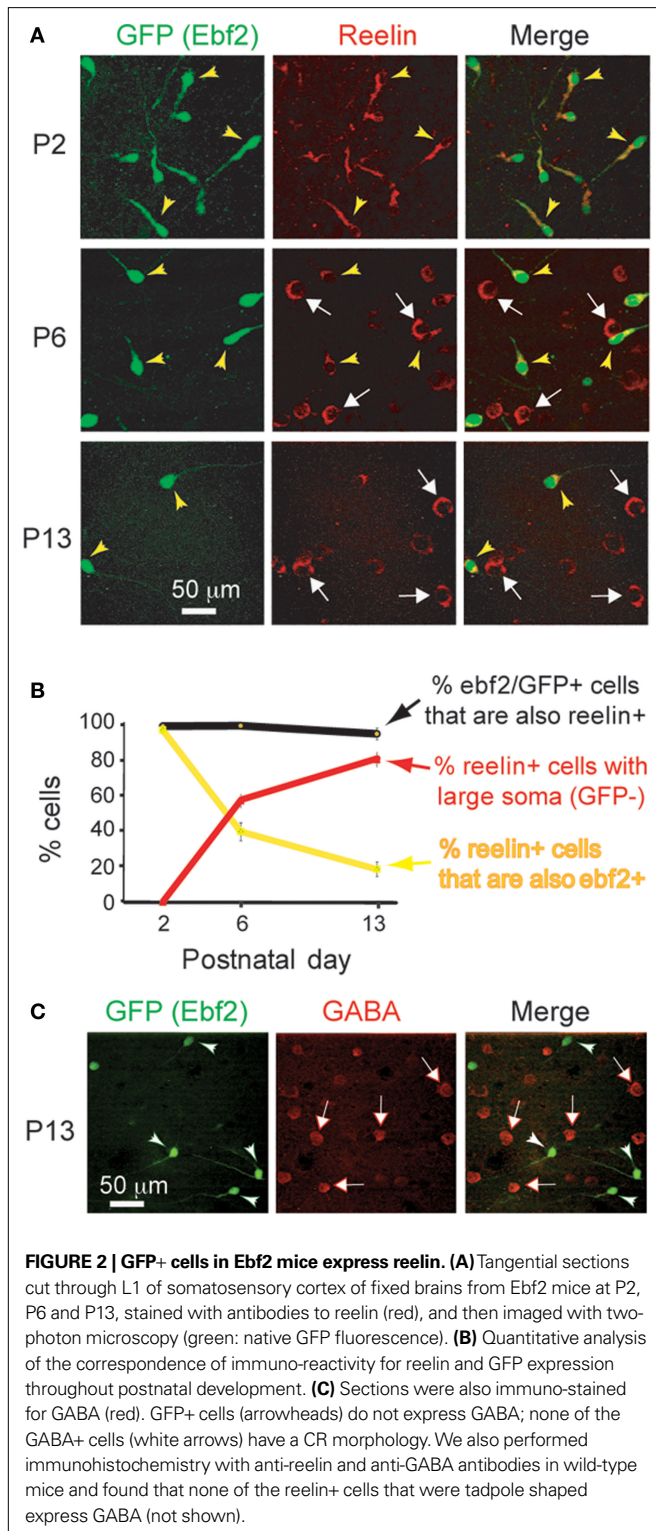 A
GFP (Ebf2)
Reelin
Merge
P2
P6
P13
50 μm
B
% ebf2/GFP+ cells
that are also reelin+
% reelin+ cells with
large soma (GFP-)
% reelin+ cells
that are also ebf2+
% cells
100
80
60
40
20
0
2
6
13
Postnatal day
C
GFP (Ebf2)
GABA
Merge
P13
50 μm
FIGURE 2 | GFP+ cells in Ebf2 mice express reelin. (A) Tangential sections
cut through L1 of somatosensory cortex of fixed brains from Ebf2 mice at P2,
P6 and P13, stained with antibodies to reelin (red), and then imaged with two-
photon microscopy (green: native GFP fluorescence). (B) Quantitative analysis
of the correspondence of immuno-reactivity for reelin and GFP expression
throughout postnatal development. (C) Sections were also immuno-stained
for GABA (red). GFP+ cells (arrowheads) do not express GABA; none of the
GABA+ cells (white arrows) have a CR morphology. We also performed
immunohistochemistry with anti-reelin and anti-GABA antibodies in wild-type
mice and found that none of the reelin+ cells that were tadpole shaped
express GABA (not shown).